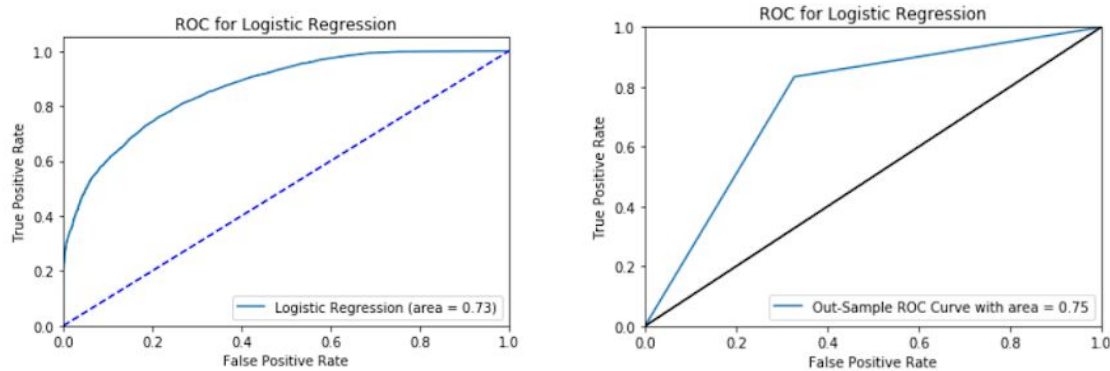 ROC for Logistic Regression
1.0
0.8
0.6
0.4
0.2
0.0
True Positive Rate
Logistic Regression (area = 0.73)
0.0 0.2 0.4 0.6 0.8 1.0
False Positive Rate
ROC for Logistic Regression
1.0
0.8
0.6
0.4
0.2
0.0
True Positive Rate
Out-Sample ROC Curve with area = 0.75
0.0 0.2 0.4 0.6 0.8 1.0
False Positive Rate